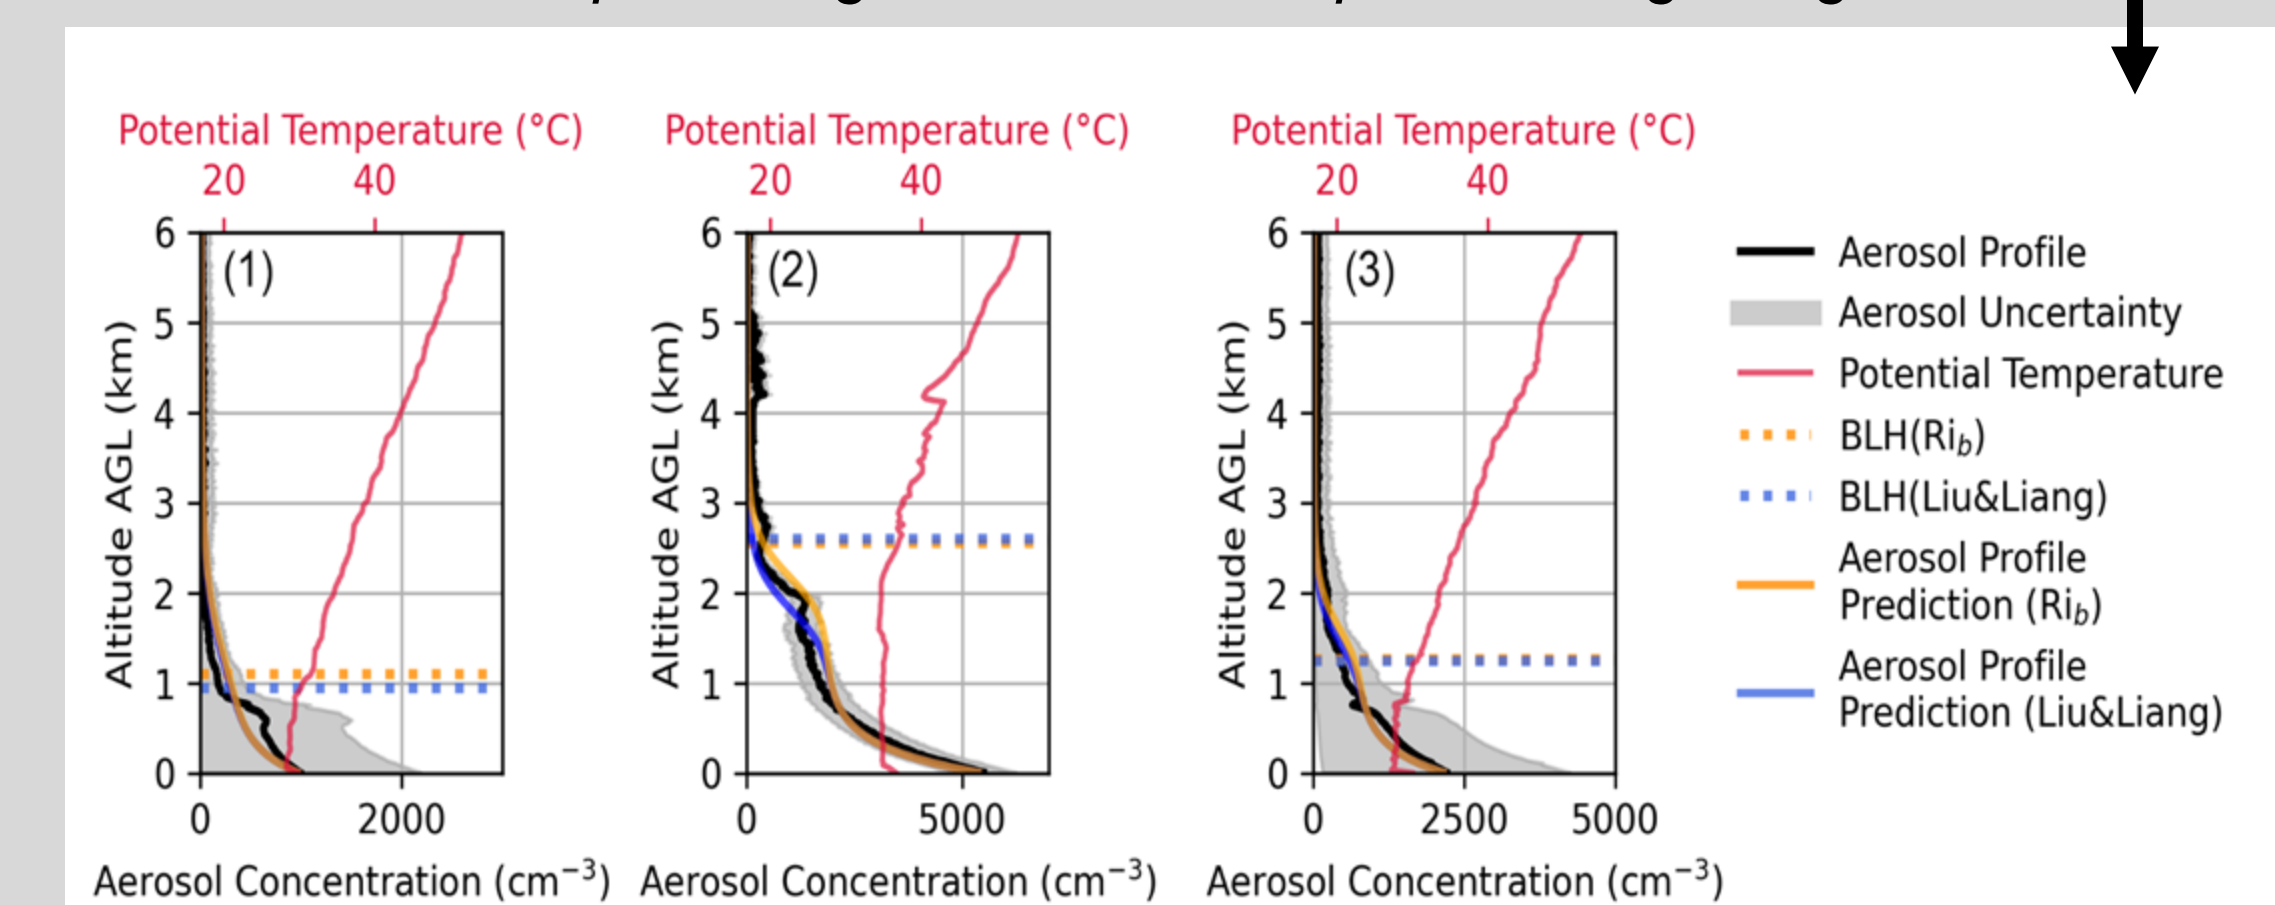 Potential Temperature (°C) Potential Temperature (°C) Potential Temperature (°C)
20 40 20 40 20 40
6 (1) 6 (2) 6 (3)
5 5 5
4 4 4
3 3 3
2 2 2
1 1 1
0 0 0
Altitude AGL (km) Altitude AGL (km) Altitude AGL (km)
0 2000 0 5000 0 2500 5000
Aerosol Concentration (cm⁻³) Aerosol Concentration (cm⁻³) Aerosol Concentration (cm⁻³)
Aerosol Profile
Aerosol Uncertainty
Potential Temperature
BLH(Ri_b)
BLH(Liu&Liang)
Aerosol Profile
Prediction (Ri_b)
Aerosol Profile
Prediction (Liu&Liang)